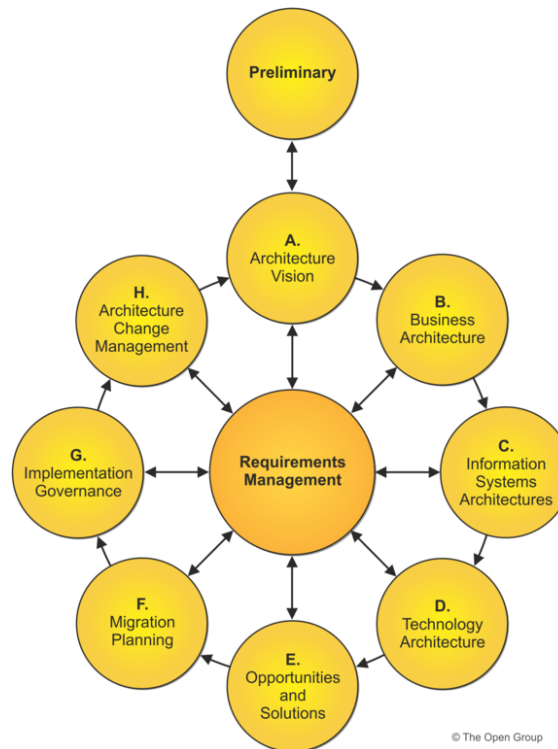 Preliminary
A.
Architecture
Vision
B.
Business
Architecture
C.
Information
Systems
Architectures
D.
Technology
Architecture
E.
Opportunities
and
Solutions
F.
Migration
Planning
G.
Implementation
Governance
H.
Architecture
Change
Management
Requirements
Management
© The Open Group